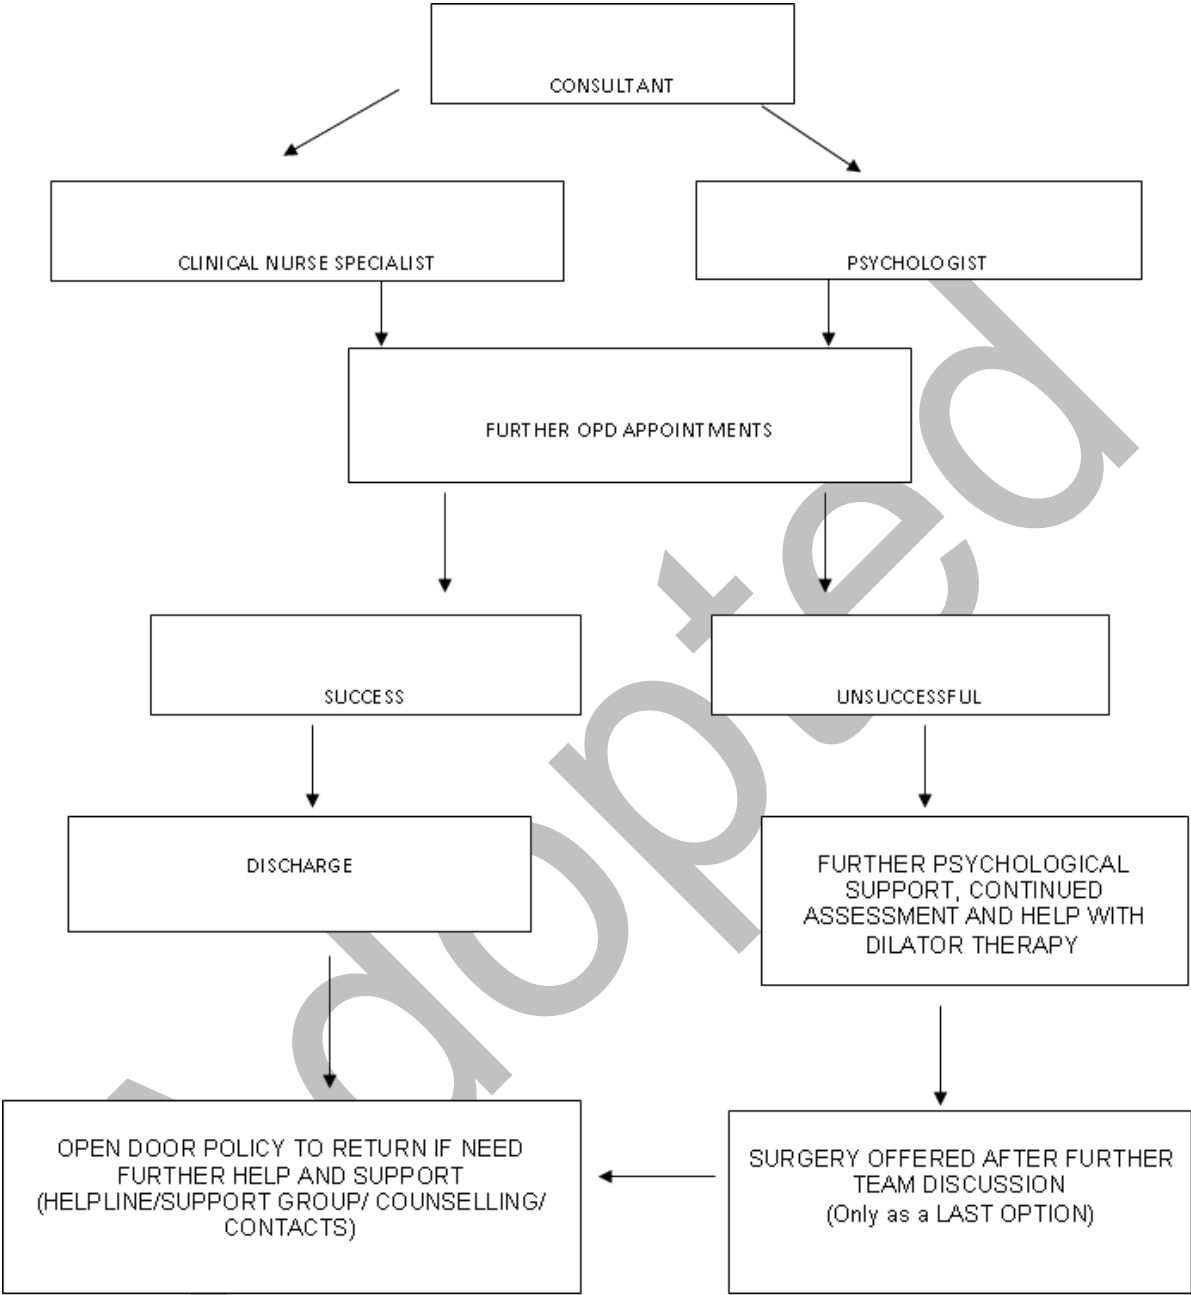 CONSULTANT
CLINICAL NURSE SPECIALIST
PSYCHOLOGIST
FURTHER OPD APPOINTMENTS
SUCCESS
UNSUCCESSFUL
DISCHARGE
FURTHER PSYCHOLOGICAL
SUPPORT, CONTINUED
ASSESSMENT AND HELP WITH
DILATOR THERAPY
OPEN DOOR POLICY TO RETURN IF NEED
FURTHER HELP AND SUPPORT
(HELPLINE/SUPPORT GROUP/ COUNSELLING/
CONTACTS)
SURGERY OFFERED AFTER FURTHER
TEAM DISCUSSION
(Only as a LAST OPTION)
dopted